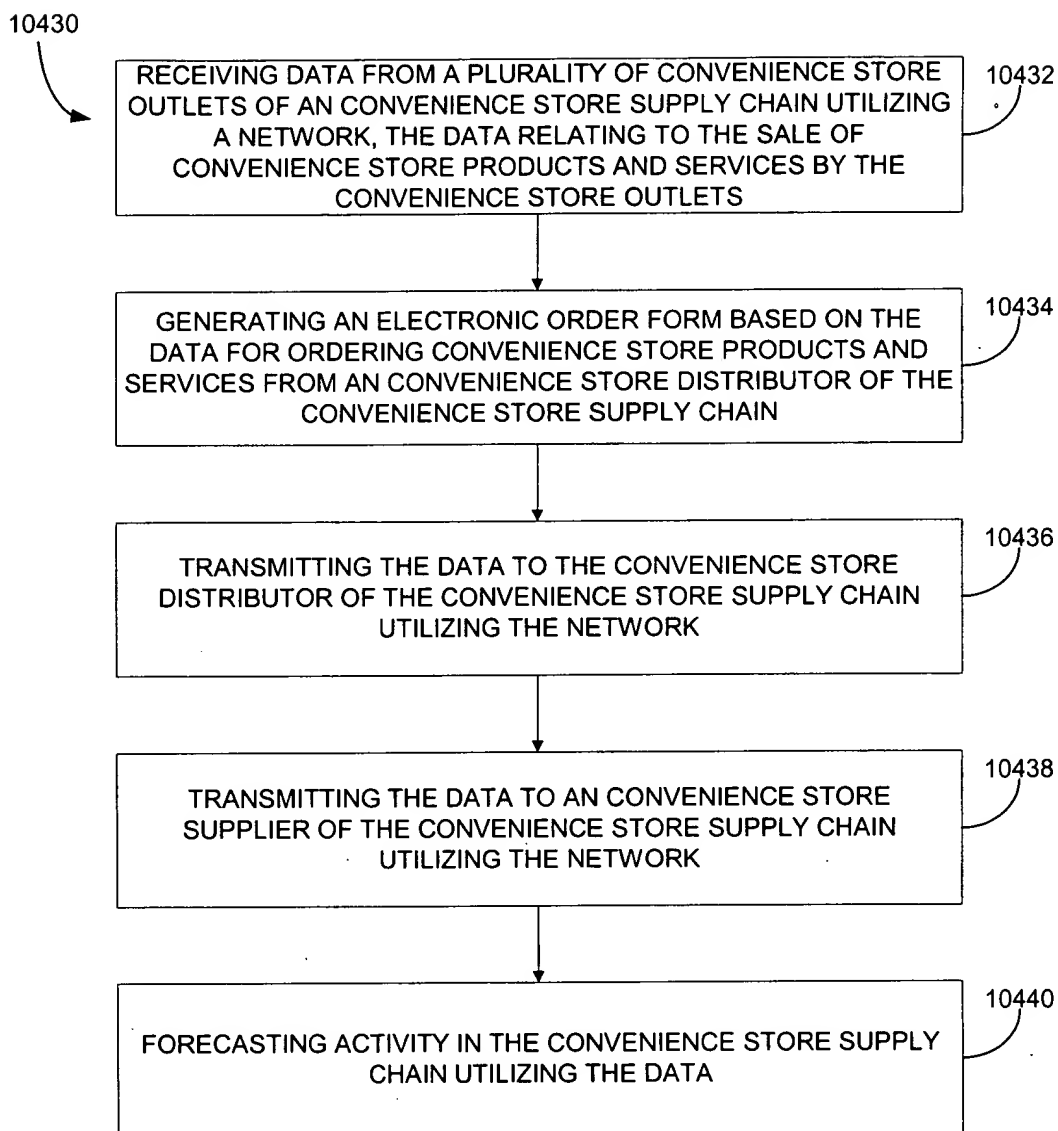 10430
RECEIVING DATA FROM A PLURALITY OF CONVENIENCE STORE
OUTLETS OF AN CONVENIENCE STORE SUPPLY CHAIN UTILIZING
A NETWORK, THE DATA RELATING TO THE SALE OF
CONVENIENCE STORE PRODUCTS AND SERVICES BY THE
CONVENIENCE STORE OUTLETS
10432
GENERATING AN ELECTRONIC ORDER FORM BASED ON THE
DATA FOR ORDERING CONVENIENCE STORE PRODUCTS AND
SERVICES FROM AN CONVENIENCE STORE DISTRIBUTOR OF THE
CONVENIENCE STORE SUPPLY CHAIN
10434
TRANSMITTING THE DATA TO THE CONVENIENCE STORE
DISTRIBUTOR OF THE CONVENIENCE STORE SUPPLY CHAIN
UTILIZING THE NETWORK
10436
TRANSMITTING THE DATA TO AN CONVENIENCE STORE
SUPPLIER OF THE CONVENIENCE STORE SUPPLY CHAIN
UTILIZING THE NETWORK
10438
FORECASTING ACTIVITY IN THE CONVENIENCE STORE SUPPLY
CHAIN UTILIZING THE DATA
10440